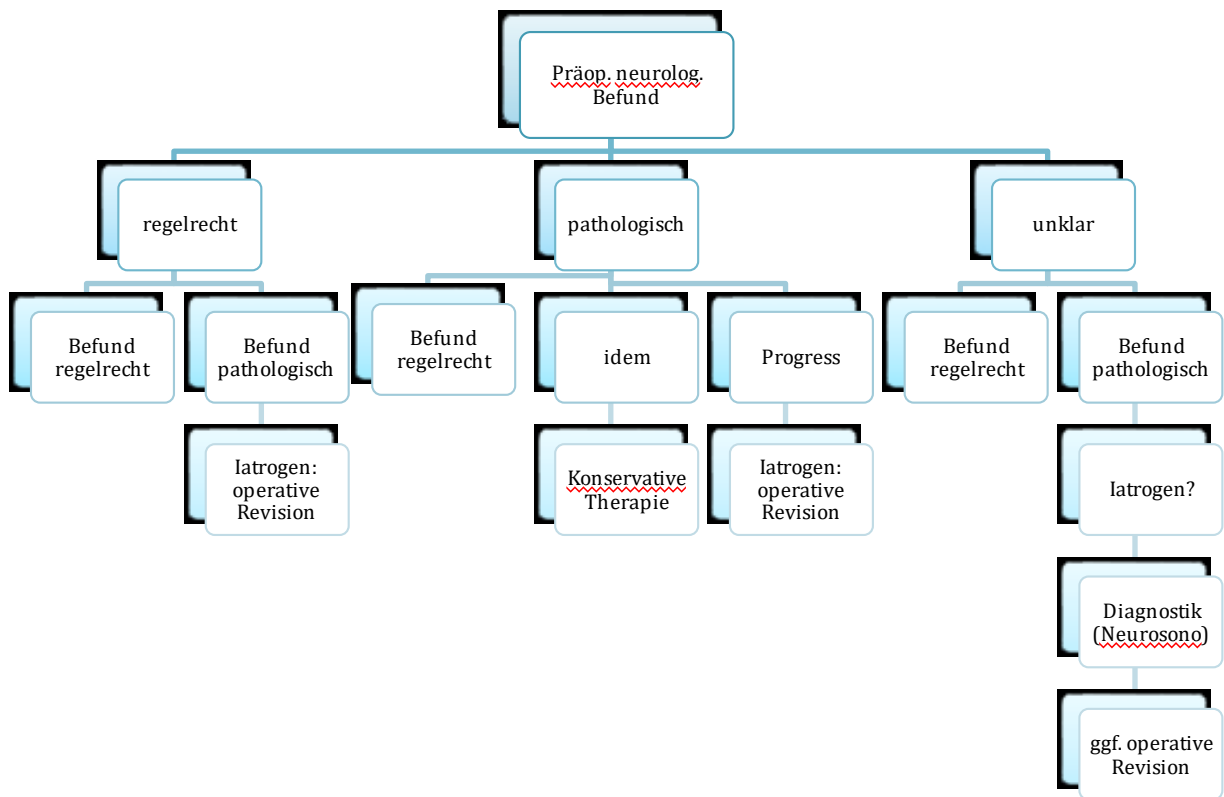 Präop. neurolog.
Befund
regelrecht
pathologisch
unklar
Befund
regelrecht
Befund
pathologisch
Befund
regelrecht
idem
Progress
Befund
regelrecht
Befund
pathologisch
Iatrogen:
operative
Revision
Konservative
Therapie
Iatrogen:
operative
Revision
Iatrogen?
Diagnostik
(Neurosono)
ggf. operative
Revision